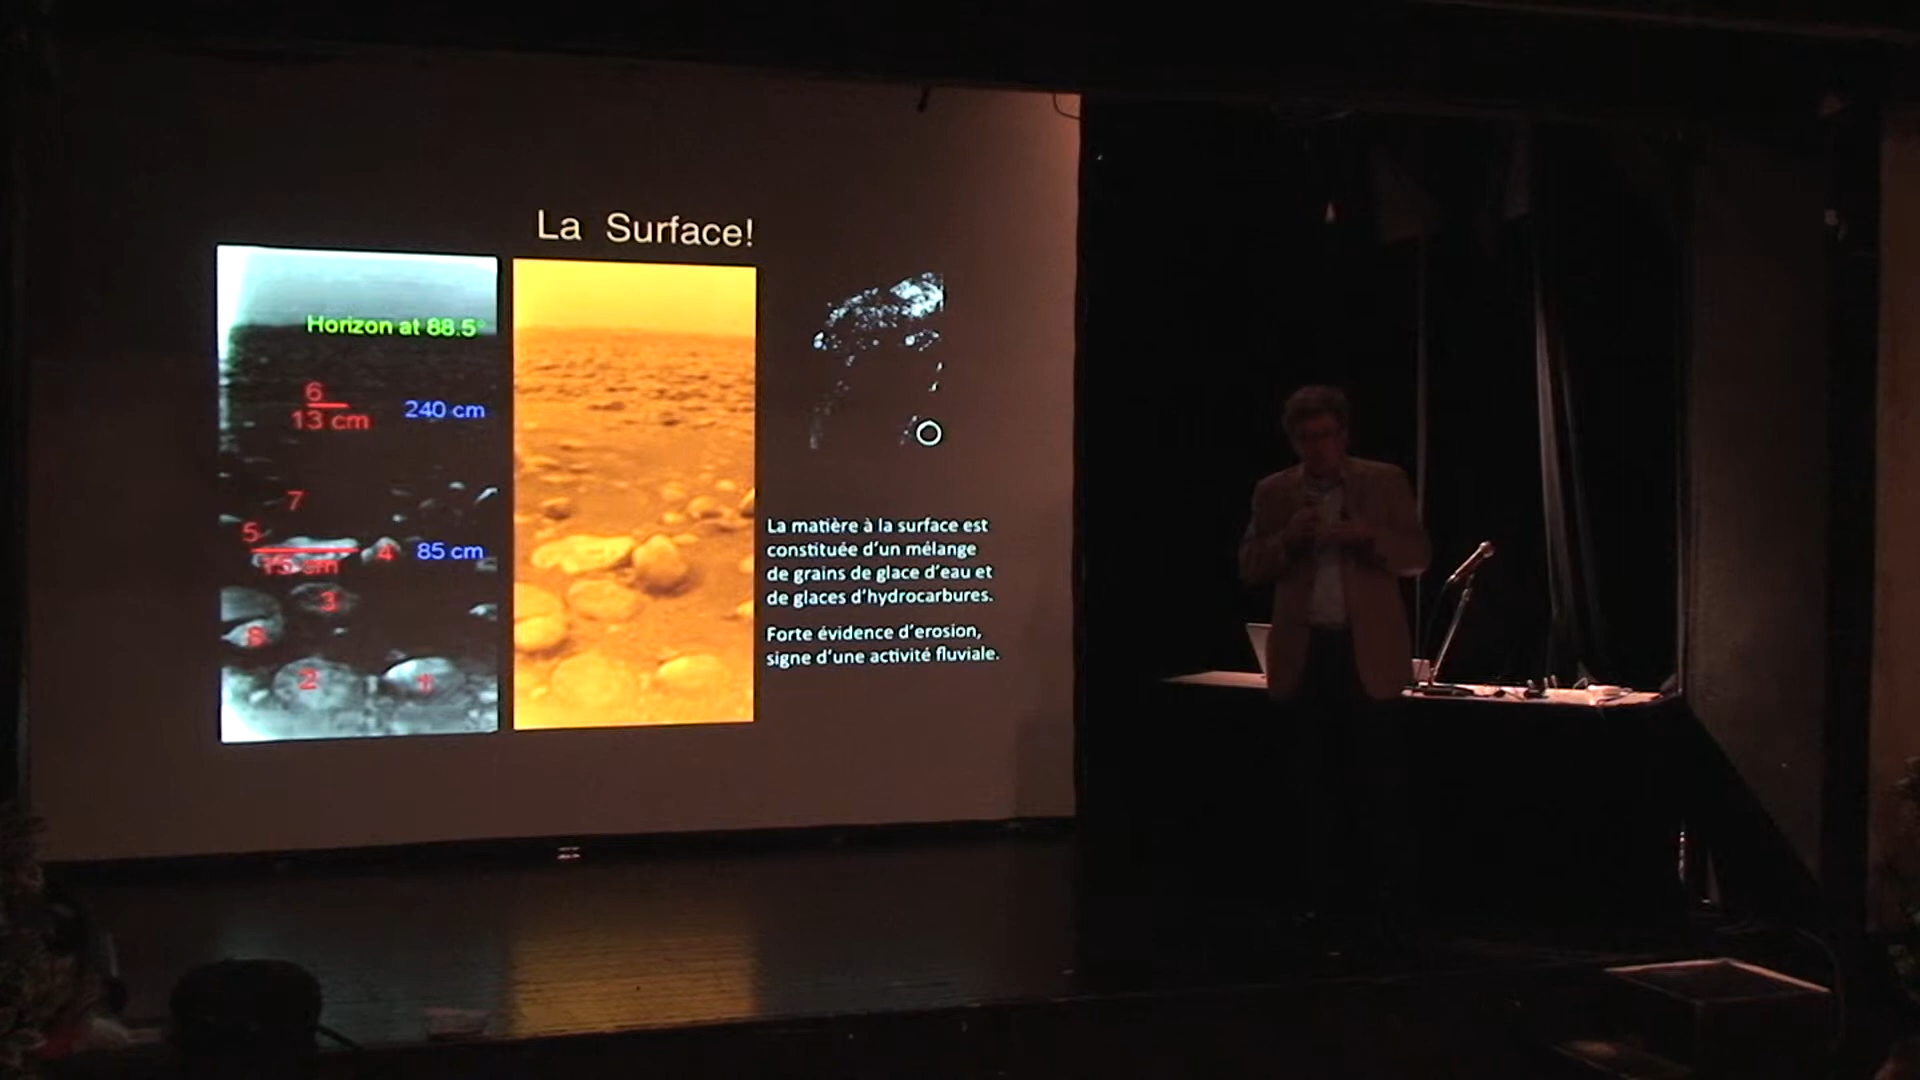 La Surface!
Horizon at 88.5°
6
13 cm
240 cm
7
5
15 cm
4
85 cm
3
8
2
1
La matière à la surface est
constituée d'un mélange
de grains de glace d'eau et
de glaces d'hydrocarbures.
Forte évidence d'erosion,
signe d'une activité fluviale.